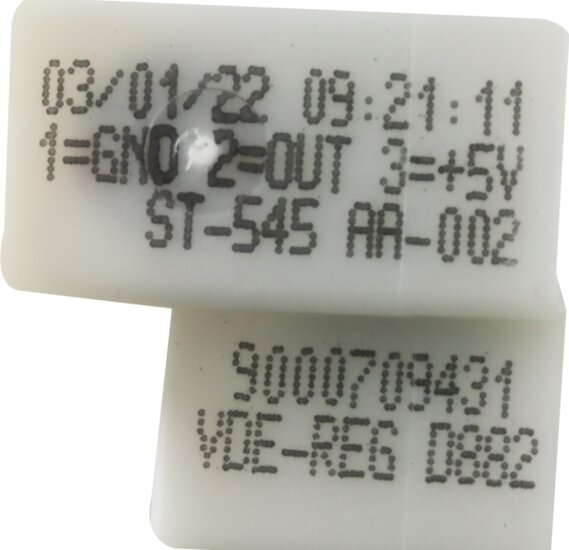 03/01/22 09:21:11
1=GND 2=OUT 3=+5V
ST-545 AA-002
9000709431
VDE-REG D882